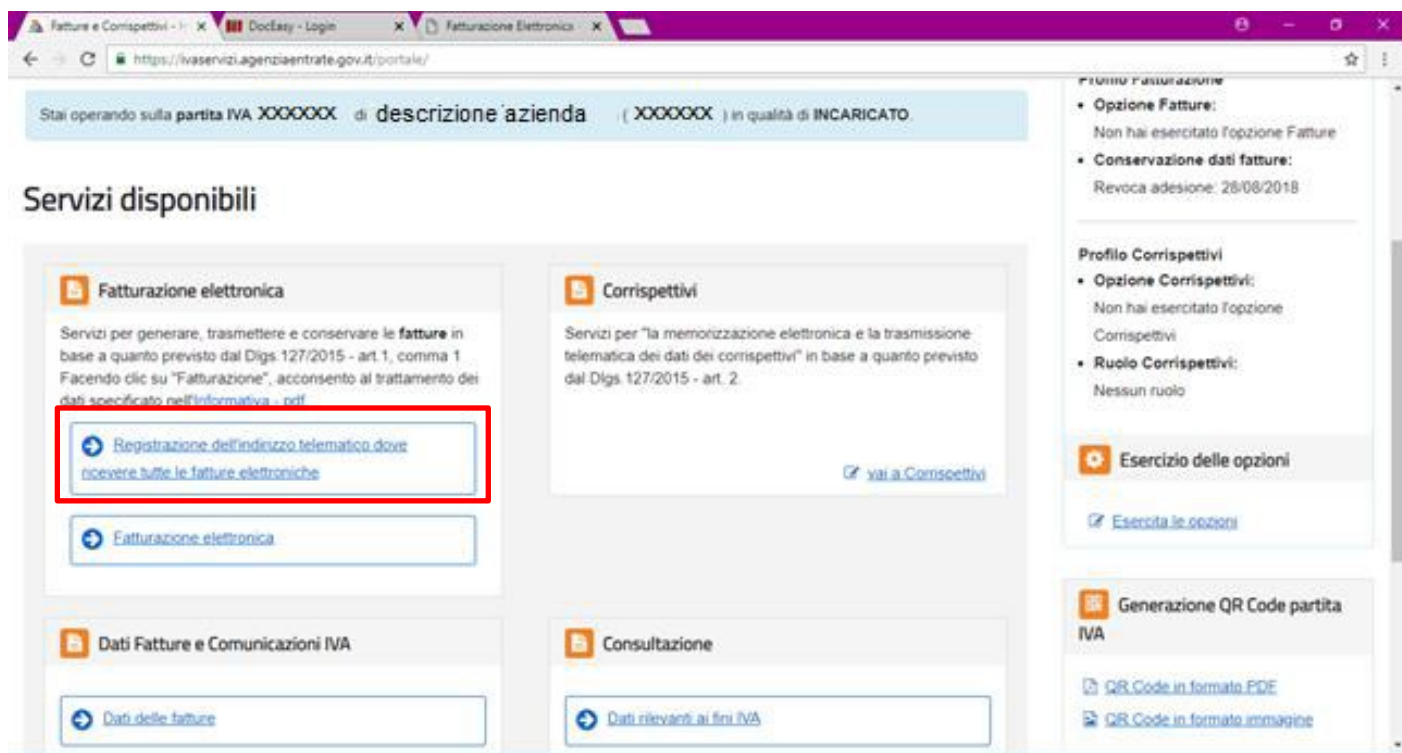 Fatture e Corrispettivi - I
DocEasy - Login
Fatturazione Elettronica
https://ivaservizi.agenziaentrate.gov.it/portale/
Stai operando sulla partita IVA XXXXXX di descrizione azienda ( XXXXXX ) in qualità di INCARICATO.
Servizi disponibili
Fatturazione elettronica
Servizi per generare, trasmettere e conservare le fatture in
base a quanto previsto dal Dlgs.127/2015 - art.1, comma 1
Facendo clic su "Fatturazione", acconsento al trattamento dei
dati specificato nell'Informativa - pdf
Registrazione dell'indirizzo telematico dove
ricevere tutte le fatture elettroniche
Fatturazione elettronica
Corrispettivi
Servizi per "la memorizzazione elettronica e la trasmissione
telematica dei dati dei corrispettivi" in base a quanto previsto
dal Dlgs.127/2015 - art. 2.
vai a Corrispettivi
Dati Fatture e Comunicazioni IVA
Dati delle fatture
Consultazione
Dati rilevanti ai fini IVA
Profilo Fatturazione
Opzione Fatture:
Non hai esercitato l'opzione Fatture
Conservazione dati fatture:
Revoca adesione: 28/08/2018
Profilo Corrispettivi
Opzione Corrispettivi:
Non hai esercitato l'opzione
Corrispettivi
Ruolo Corrispettivi:
Nessun ruolo
Esercizio delle opzioni
Esercita le opzioni
Generazione QR Code partita
IVA
QR Code in formato PDF
QR Code in formato immagine